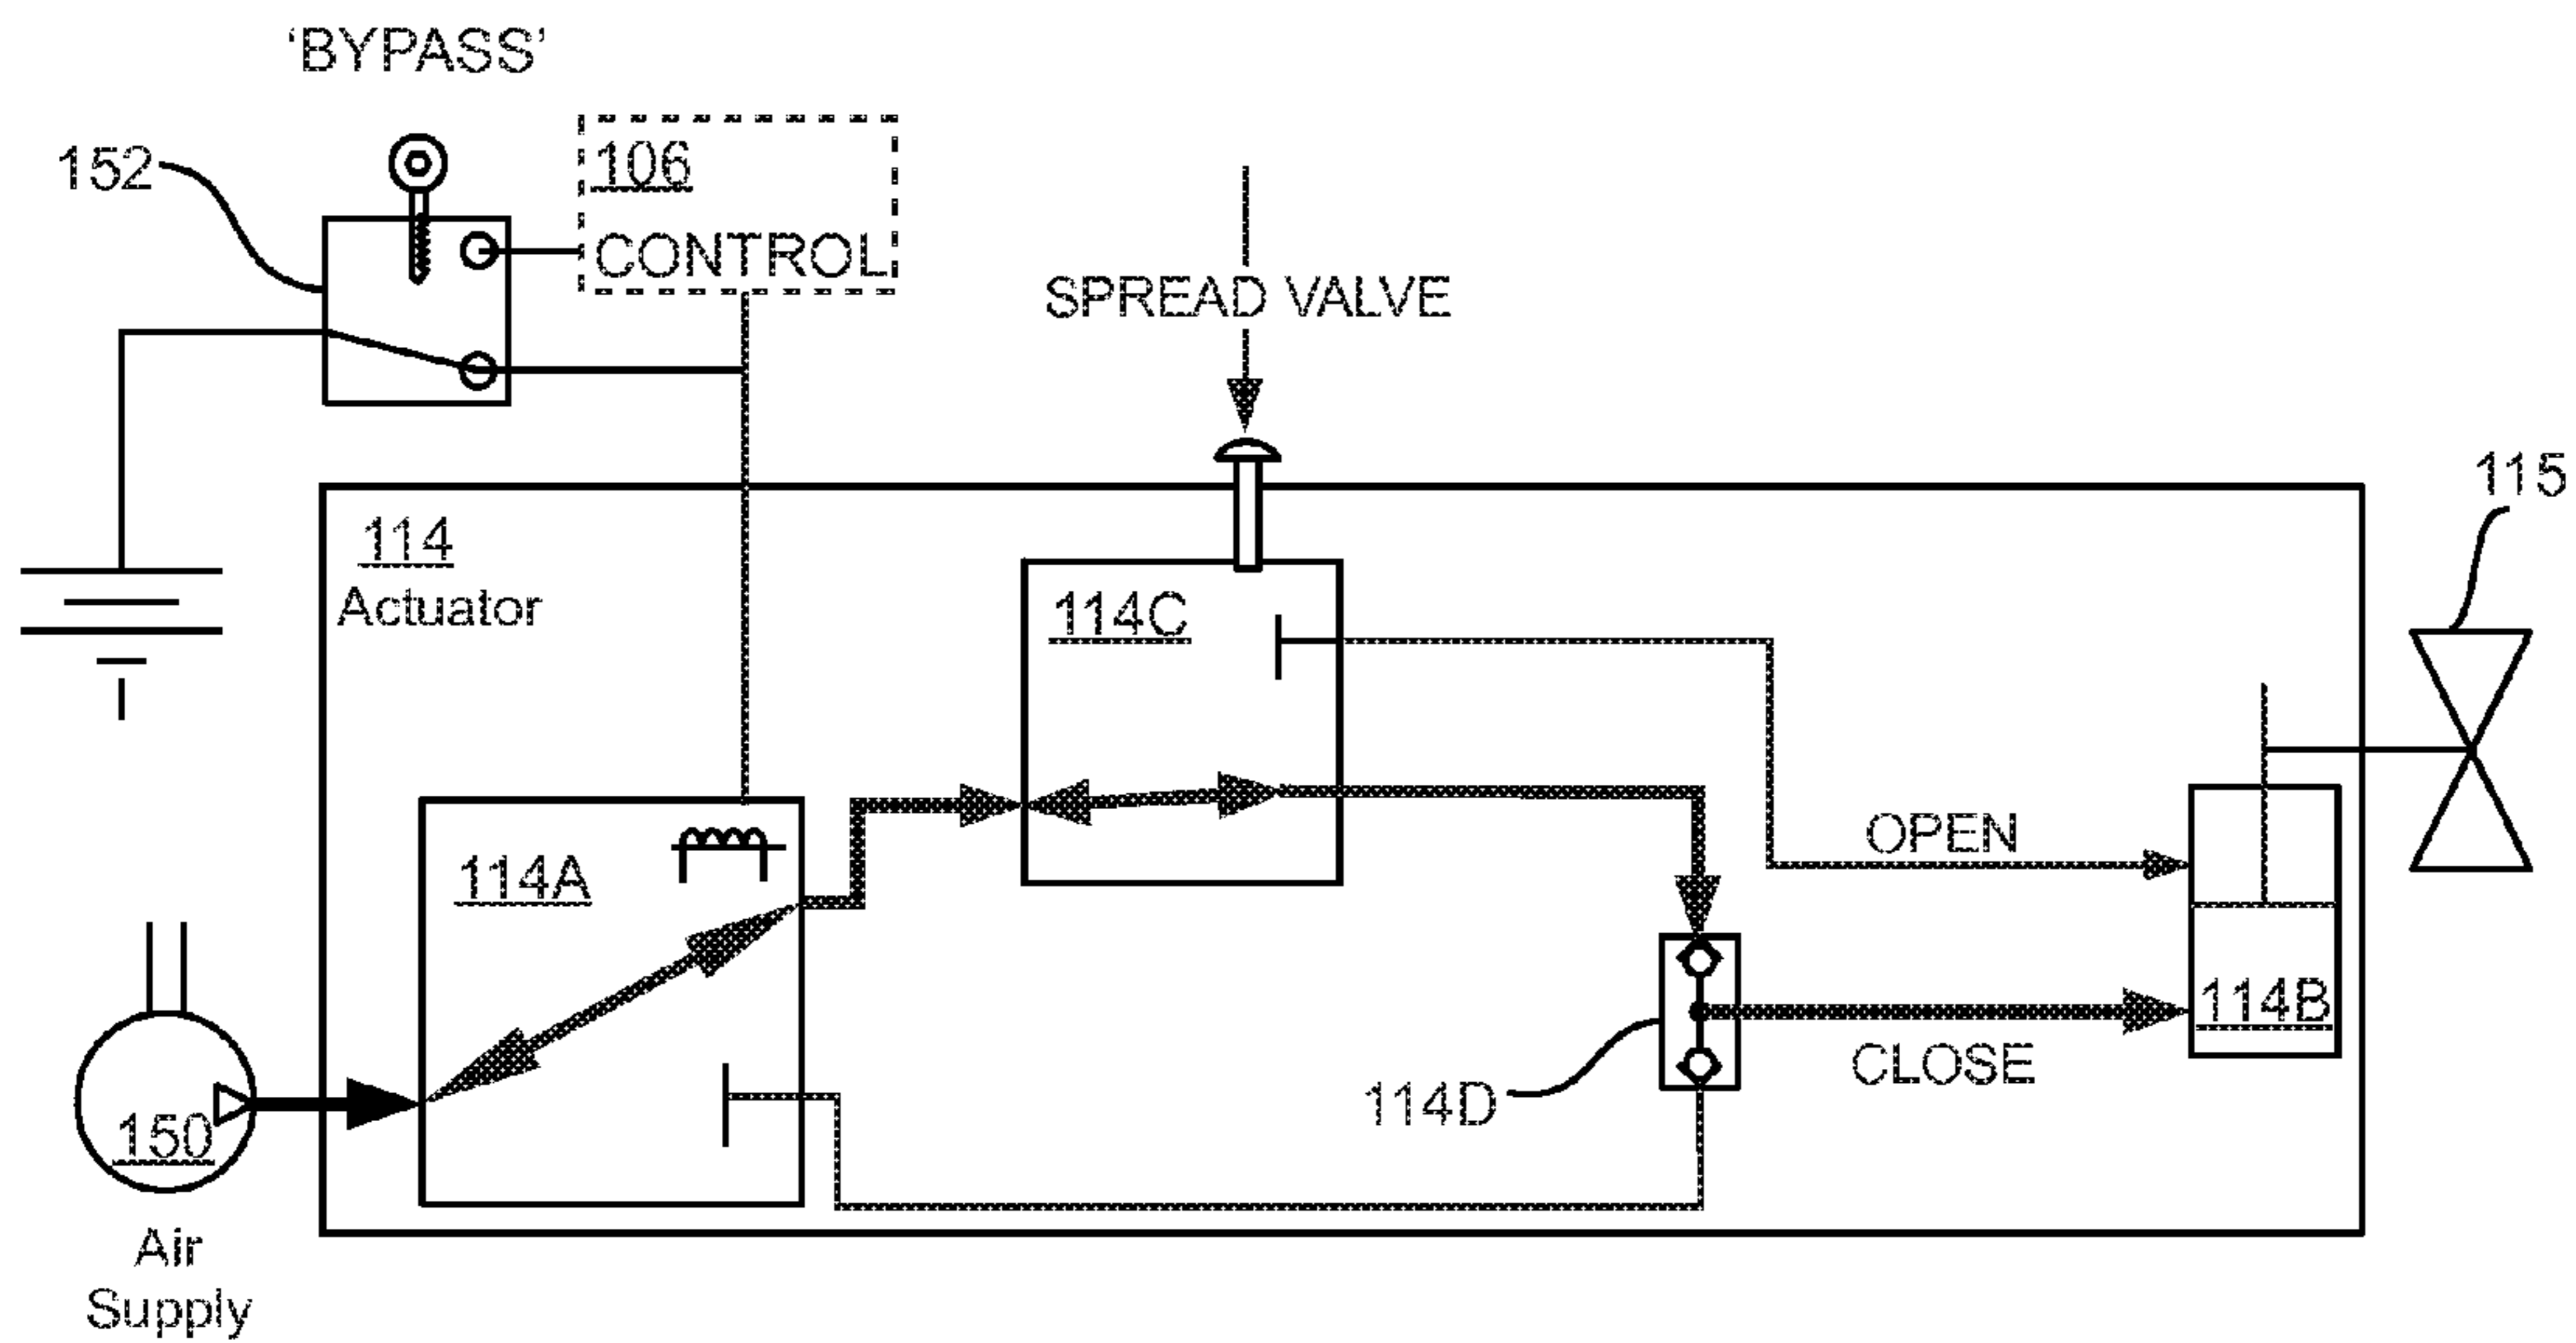 ‘BYPASS’
152
106
CONTROL
SPREAD VALVE
115
114
Actuator
114C
114A
OPEN
114B
CLOSE
114D
150
Air
Supply